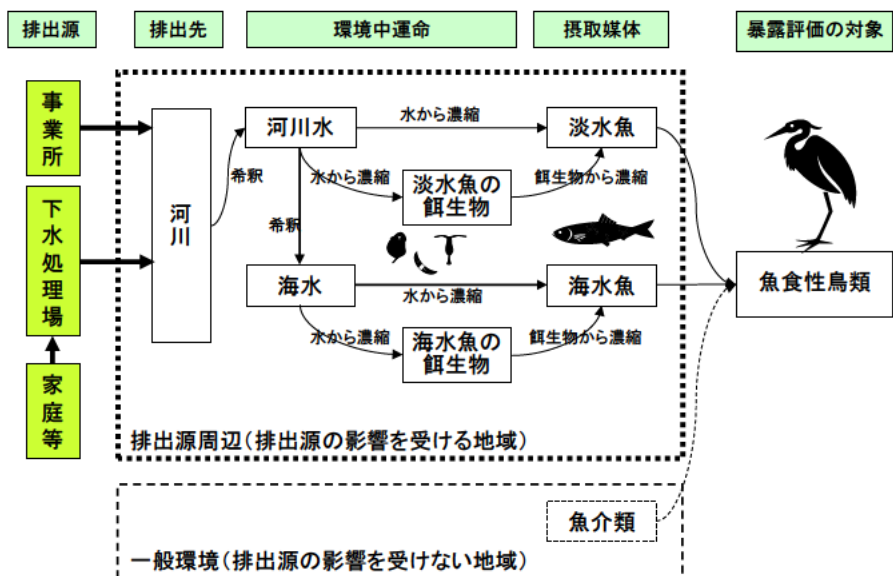 排出源
排出先
環境中運命
摂取媒体
暴露評価の対象
事業所
下水処理場
家庭等
河川
希釈
河川水
水から濃縮
淡水魚
水から濃縮
淡水魚の
餌生物
餌生物から濃縮
希釈
海水
水から濃縮
海水魚
水から濃縮
海水魚の
餌生物
餌生物から濃縮
魚食性鳥類
排出源周辺(排出源の影響を受ける地域)
魚介類
一般環境(排出源の影響を受けない地域)